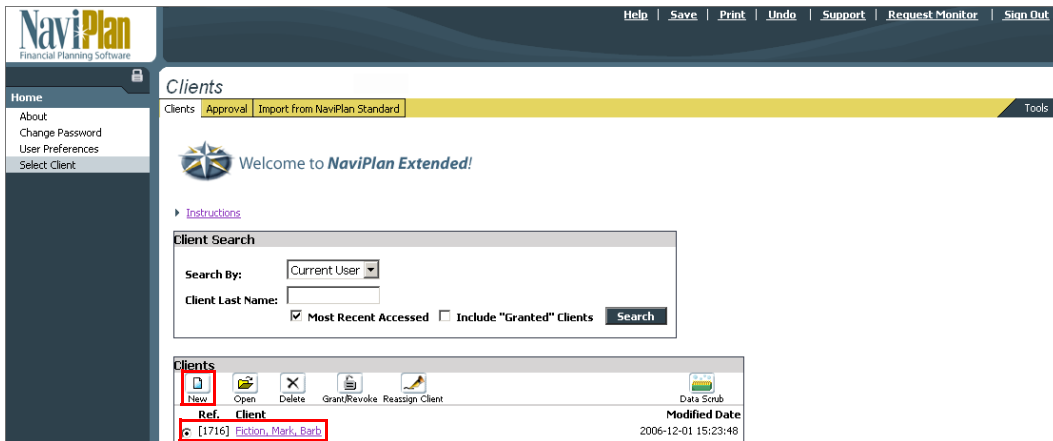 NaviPlan
Financial Planning Software
Help | Save | Print | Undo | Support | Request Monitor | Sign Out
Home
About
Change Password
User Preferences
Select Client
Clients
Clients Approval Import from NaviPlan Standard Tools
Welcome to NaviPlan Extended!
Instructions
Client Search
Search By: Current User
Client Last Name:
Most Recent Accessed Include "Granted" Clients Search
Clients
New Open Delete Grant/Revoke Reassign Client Data Scrub
Ref. Client Modified Date
[1716] Fiction, Mark, Barb 2006-12-01 15:23:48